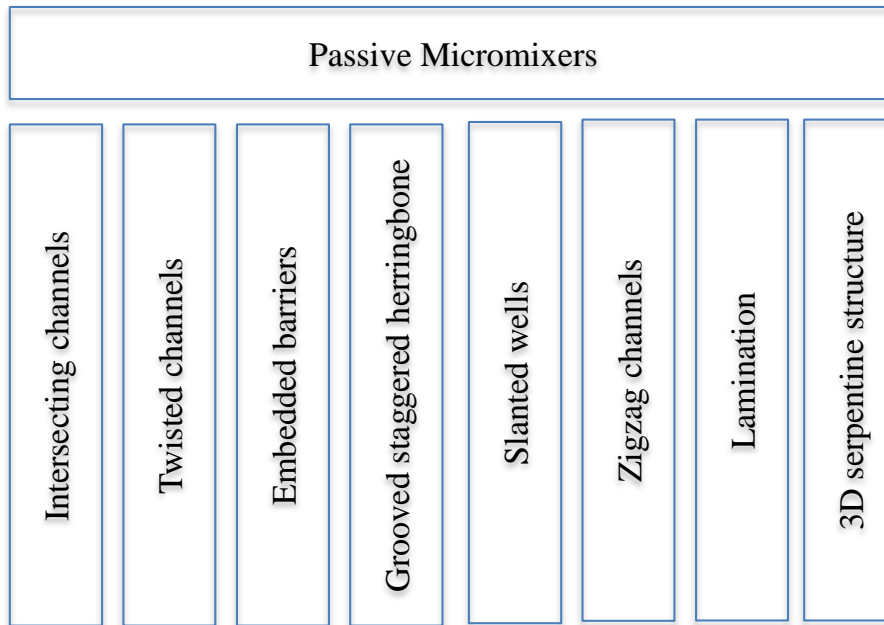 Passive Micromixers
Intersecting channels
Twisted channels
Embedded barriers
Grooved staggered herringbone
Slanted wells
Zigzag channels
Lamination
3D serpentine structure